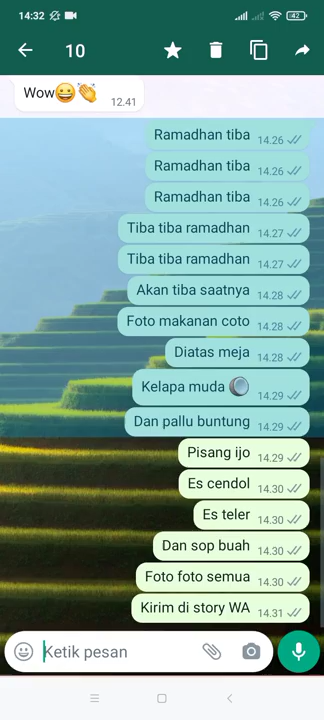 14:32
42
10
Wow😄👏
12.41
Ramadhan tiba 14.26
Ramadhan tiba 14.26
Ramadhan tiba 14.26
Tiba tiba ramadhan 14.27
Tiba tiba ramadhan 14.27
Akan tiba saatnya 14.28
Foto makanan coto 14.28
Diatas meja 14.28
Kelapa muda 🥥 14.29
Dan pallu buntung 14.29
Pisang ijo 14.29
Es cendol 14.30
Es teler 14.30
Dan sop buah 14.30
Foto foto semua 14.30
Kirim di story WA 14.31
Ketik pesan